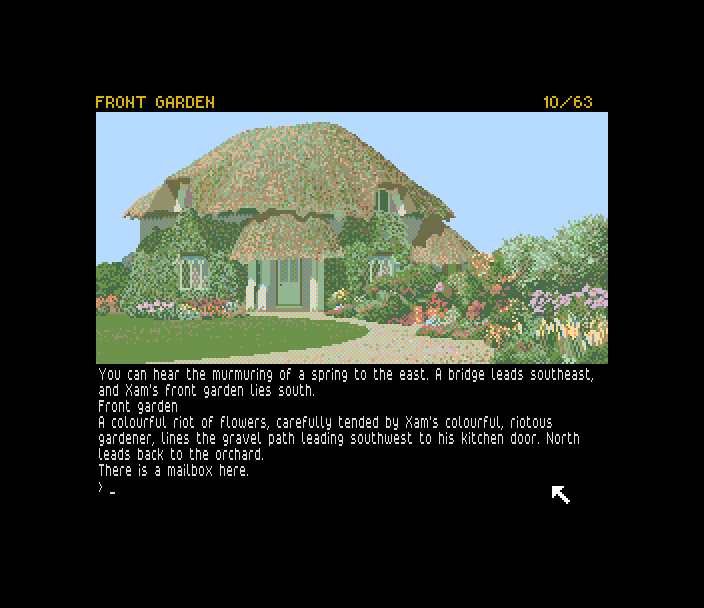 FRONT GARDEN 10/63
You can hear the murmuring of a spring to the east. A bridge leads southeast,
and Xam's front garden lies south.
Front garden
A colourful riot of flowers, carefully tended by Xam's colourful, riotous
gardener, lines the gravel path leading southwest to his kitchen door. North
leads back to the orchard.
There is a mailbox here.
> _